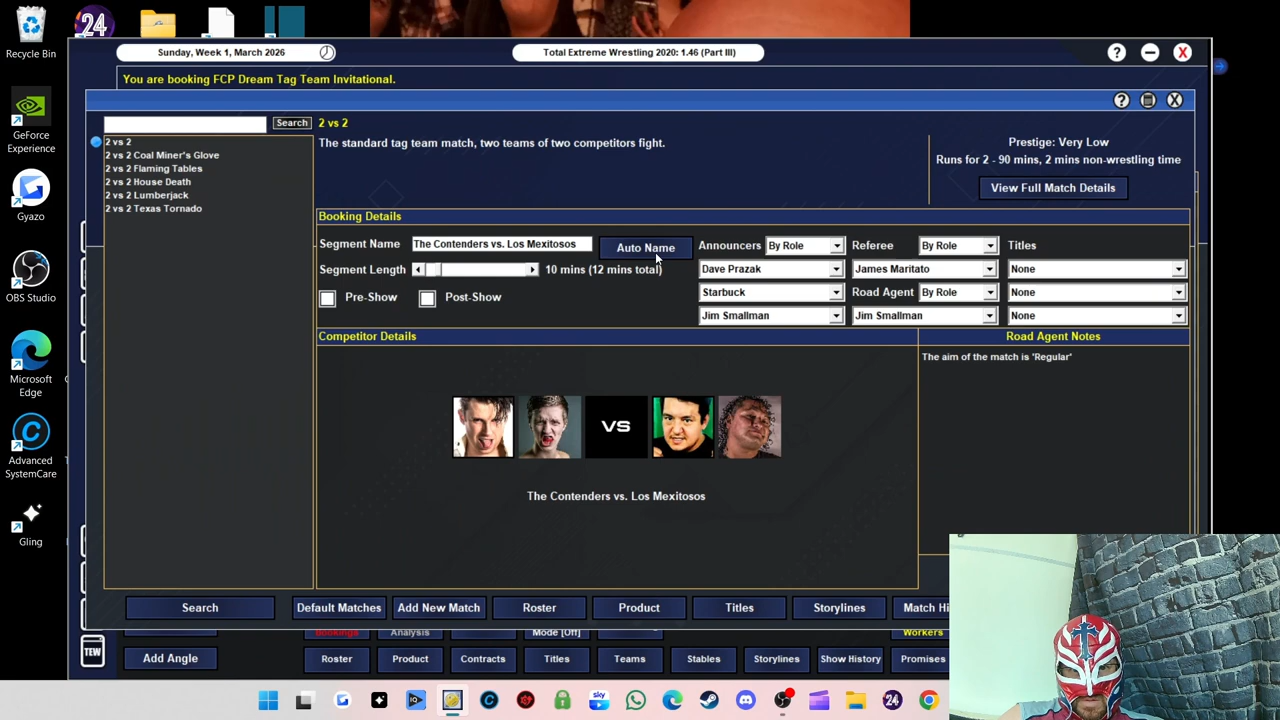 24
Recycle Bin
Sunday, Week 1, March 2026
Total Extreme Wrestling 2020: 1.46 (Part III)
?
X
You are booking FCP Dream Tag Team Invitational.
?
X
Search
2 vs 2
2 vs 2
2 vs 2 Coal Miner's Glove
2 vs 2 Flaming Tables
2 vs 2 House Death
2 vs 2 Lumberjack
2 vs 2 Texas Tornado
The standard tag team match, two teams of two competitors fight.
Prestige: Very Low
Runs for 2 - 90 mins, 2 mins non-wrestling time
View Full Match Details
GeForce
Experience
Gyazo
OBS Studio
Microsoft
Edge
Advanced
SystemCare
Gling
Booking Details
Segment Name
The Contenders vs. Los Mexitosos
Auto Name
Announcers
By Role
Referee
By Role
Titles
Segment Length
10 mins (12 mins total)
Dave Prazak
James Maritato
None
Pre-Show
Post-Show
Starbuck
Road Agent
By Role
None
Jim Smallman
Jim Smallman
None
Competitor Details
Road Agent Notes
The aim of the match is 'Regular'
VS
The Contenders vs. Los Mexitosos
Search
Default Matches
Add New Match
Roster
Product
Titles
Storylines
Match Hi
Bookings
Analysis
Mode [Off]
Workers
TEW
Add Angle
Roster
Product
Contracts
Titles
Teams
Stables
Storylines
Show History
Promises
sky
24